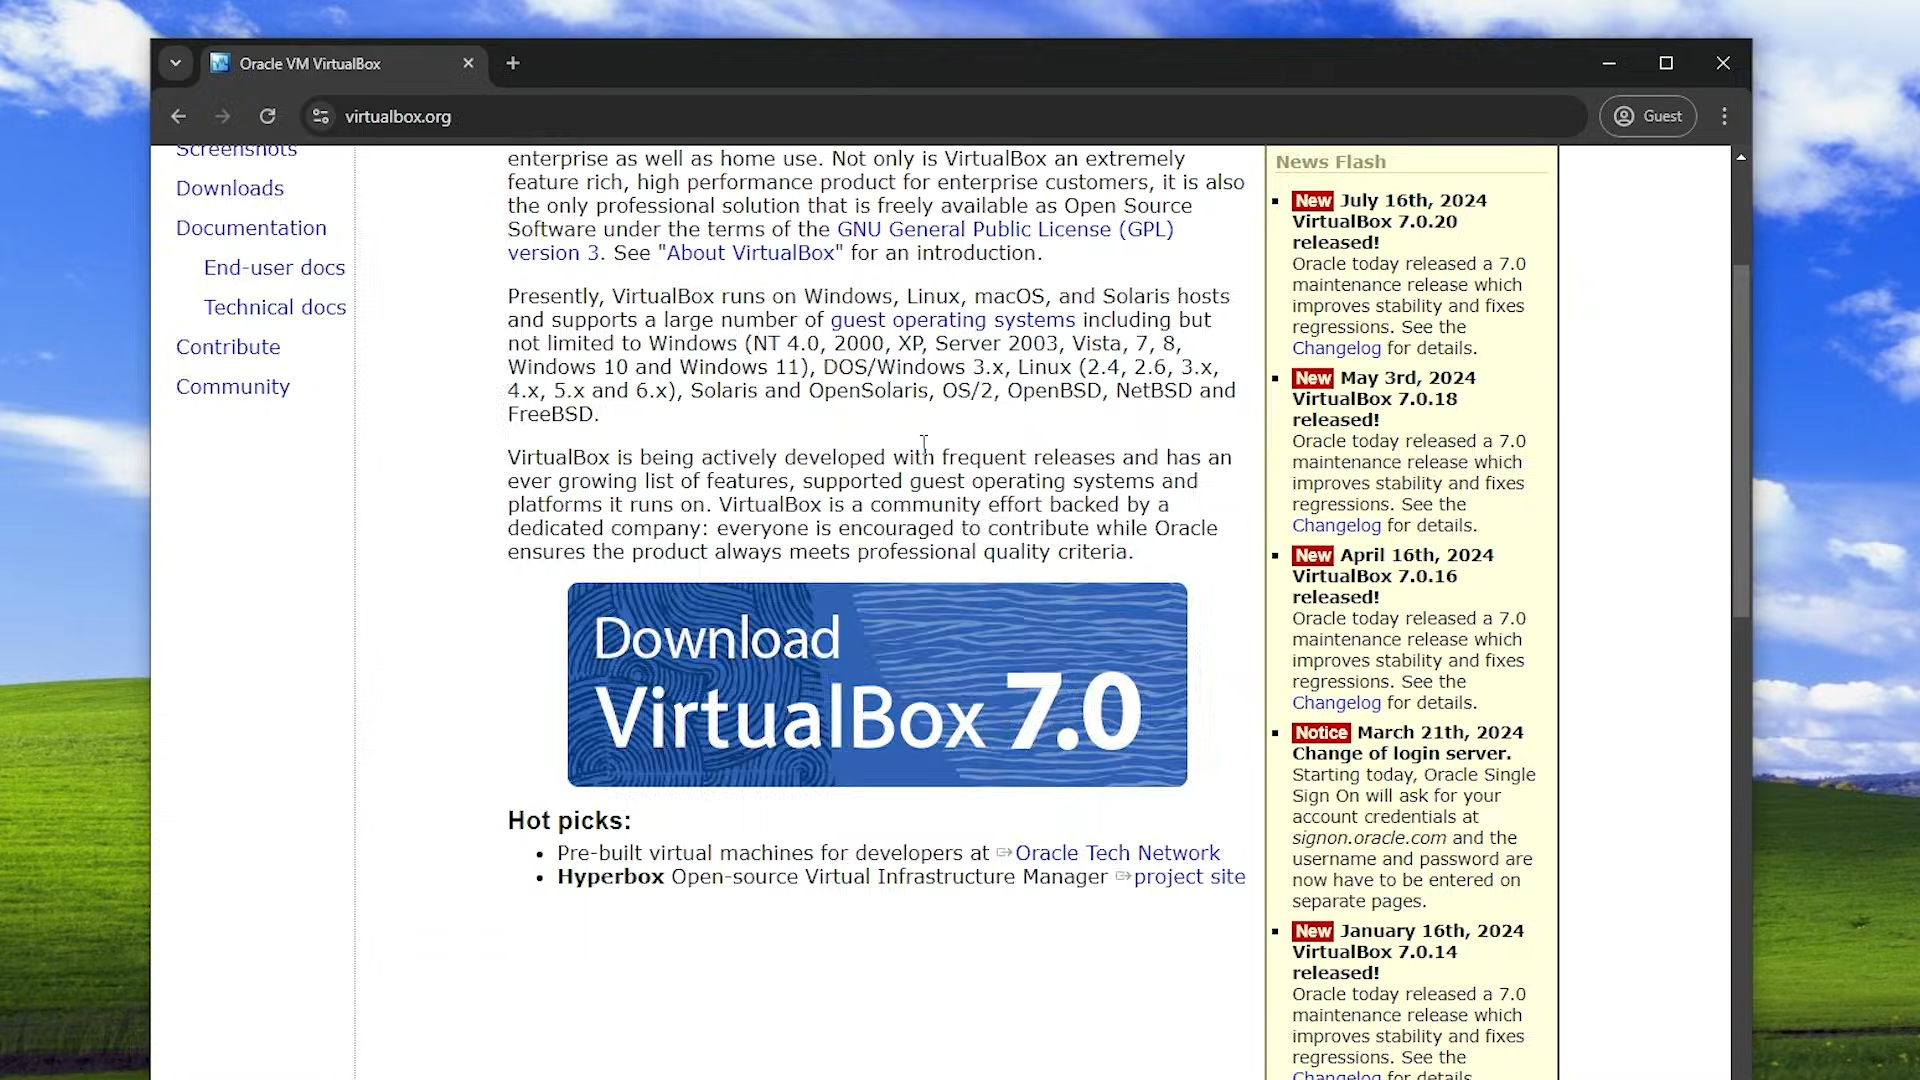 Oracle VM VirtualBox
virtualbox.org
Guest
Screenshots
Downloads
Documentation
End-user docs
Technical docs
Contribute
Community
enterprise as well as home use. Not only is VirtualBox an extremely
feature rich, high performance product for enterprise customers, it is also
the only professional solution that is freely available as Open Source
Software under the terms of the GNU General Public License (GPL)
version 3. See "About VirtualBox" for an introduction.
Presently, VirtualBox runs on Windows, Linux, macOS, and Solaris hosts
and supports a large number of guest operating systems including but
not limited to Windows (NT 4.0, 2000, XP, Server 2003, Vista, 7, 8,
Windows 10 and Windows 11), DOS/Windows 3.x, Linux (2.4, 2.6, 3.x,
4.x, 5.x and 6.x), Solaris and OpenSolaris, OS/2, OpenBSD, NetBSD and
FreeBSD.
VirtualBox is being actively developed with frequent releases and has an
ever growing list of features, supported guest operating systems and
platforms it runs on. VirtualBox is a community effort backed by a
dedicated company: everyone is encouraged to contribute while Oracle
ensures the product always meets professional quality criteria.
Download
VirtualBox 7.0
Hot picks:
Pre-built virtual machines for developers at Oracle Tech Network
Hyperbox Open-source Virtual Infrastructure Manager project site
News Flash
New July 16th, 2024
VirtualBox 7.0.20
released!
Oracle today released a 7.0
maintenance release which
improves stability and fixes
regressions. See the
Changelog for details.
New May 3rd, 2024
VirtualBox 7.0.18
released!
Oracle today released a 7.0
maintenance release which
improves stability and fixes
regressions. See the
Changelog for details.
New April 16th, 2024
VirtualBox 7.0.16
released!
Oracle today released a 7.0
maintenance release which
improves stability and fixes
regressions. See the
Changelog for details.
Notice March 21th, 2024
Change of login server.
Starting today, Oracle Single
Sign On will ask for your
account credentials at
signon.oracle.com and the
username and password are
now have to be entered on
separate pages.
New January 16th, 2024
VirtualBox 7.0.14
released!
Oracle today released a 7.0
maintenance release which
improves stability and fixes
regressions. See the
Changelog for details.